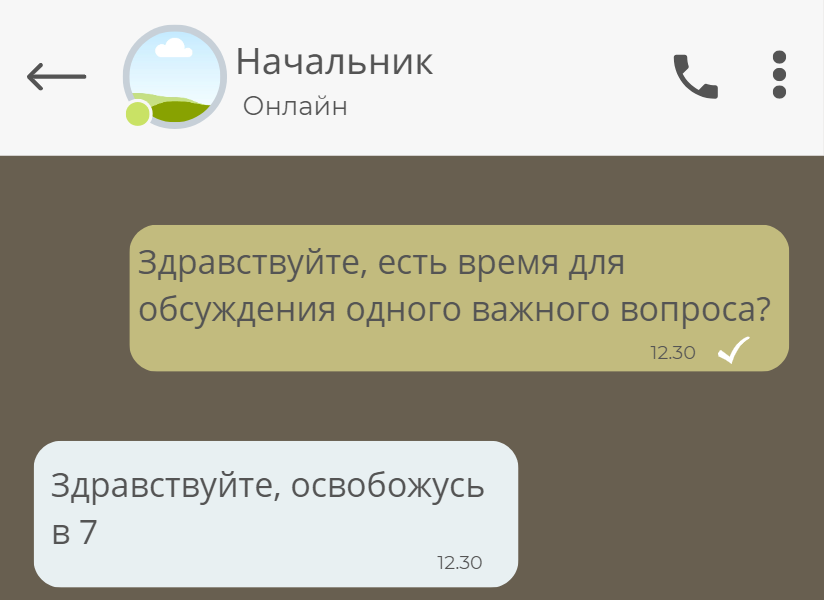 Начальник
Онлайн
Здравствуйте, есть время для
обсуждения одного важного вопроса?
12.30
Здравствуйте, освобожусь
в 7
12.30